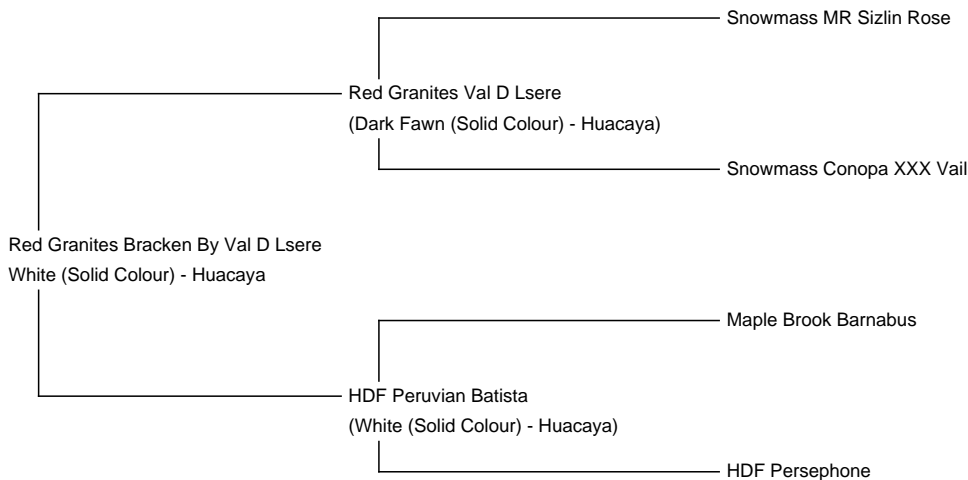 Snowmass MR Sizlin Rose
Red Granites Val D Lsere
(Dark Fawn (Solid Colour) - Huacaya)
Snowmass Conopa XXX Vail
Red Granites Bracken By Val D Lsere
White (Solid Colour) - Huacaya
Maple Brook Barnabus
HDF Peruvian Batista
(White (Solid Colour) - Huacaya)
HDF Persephone